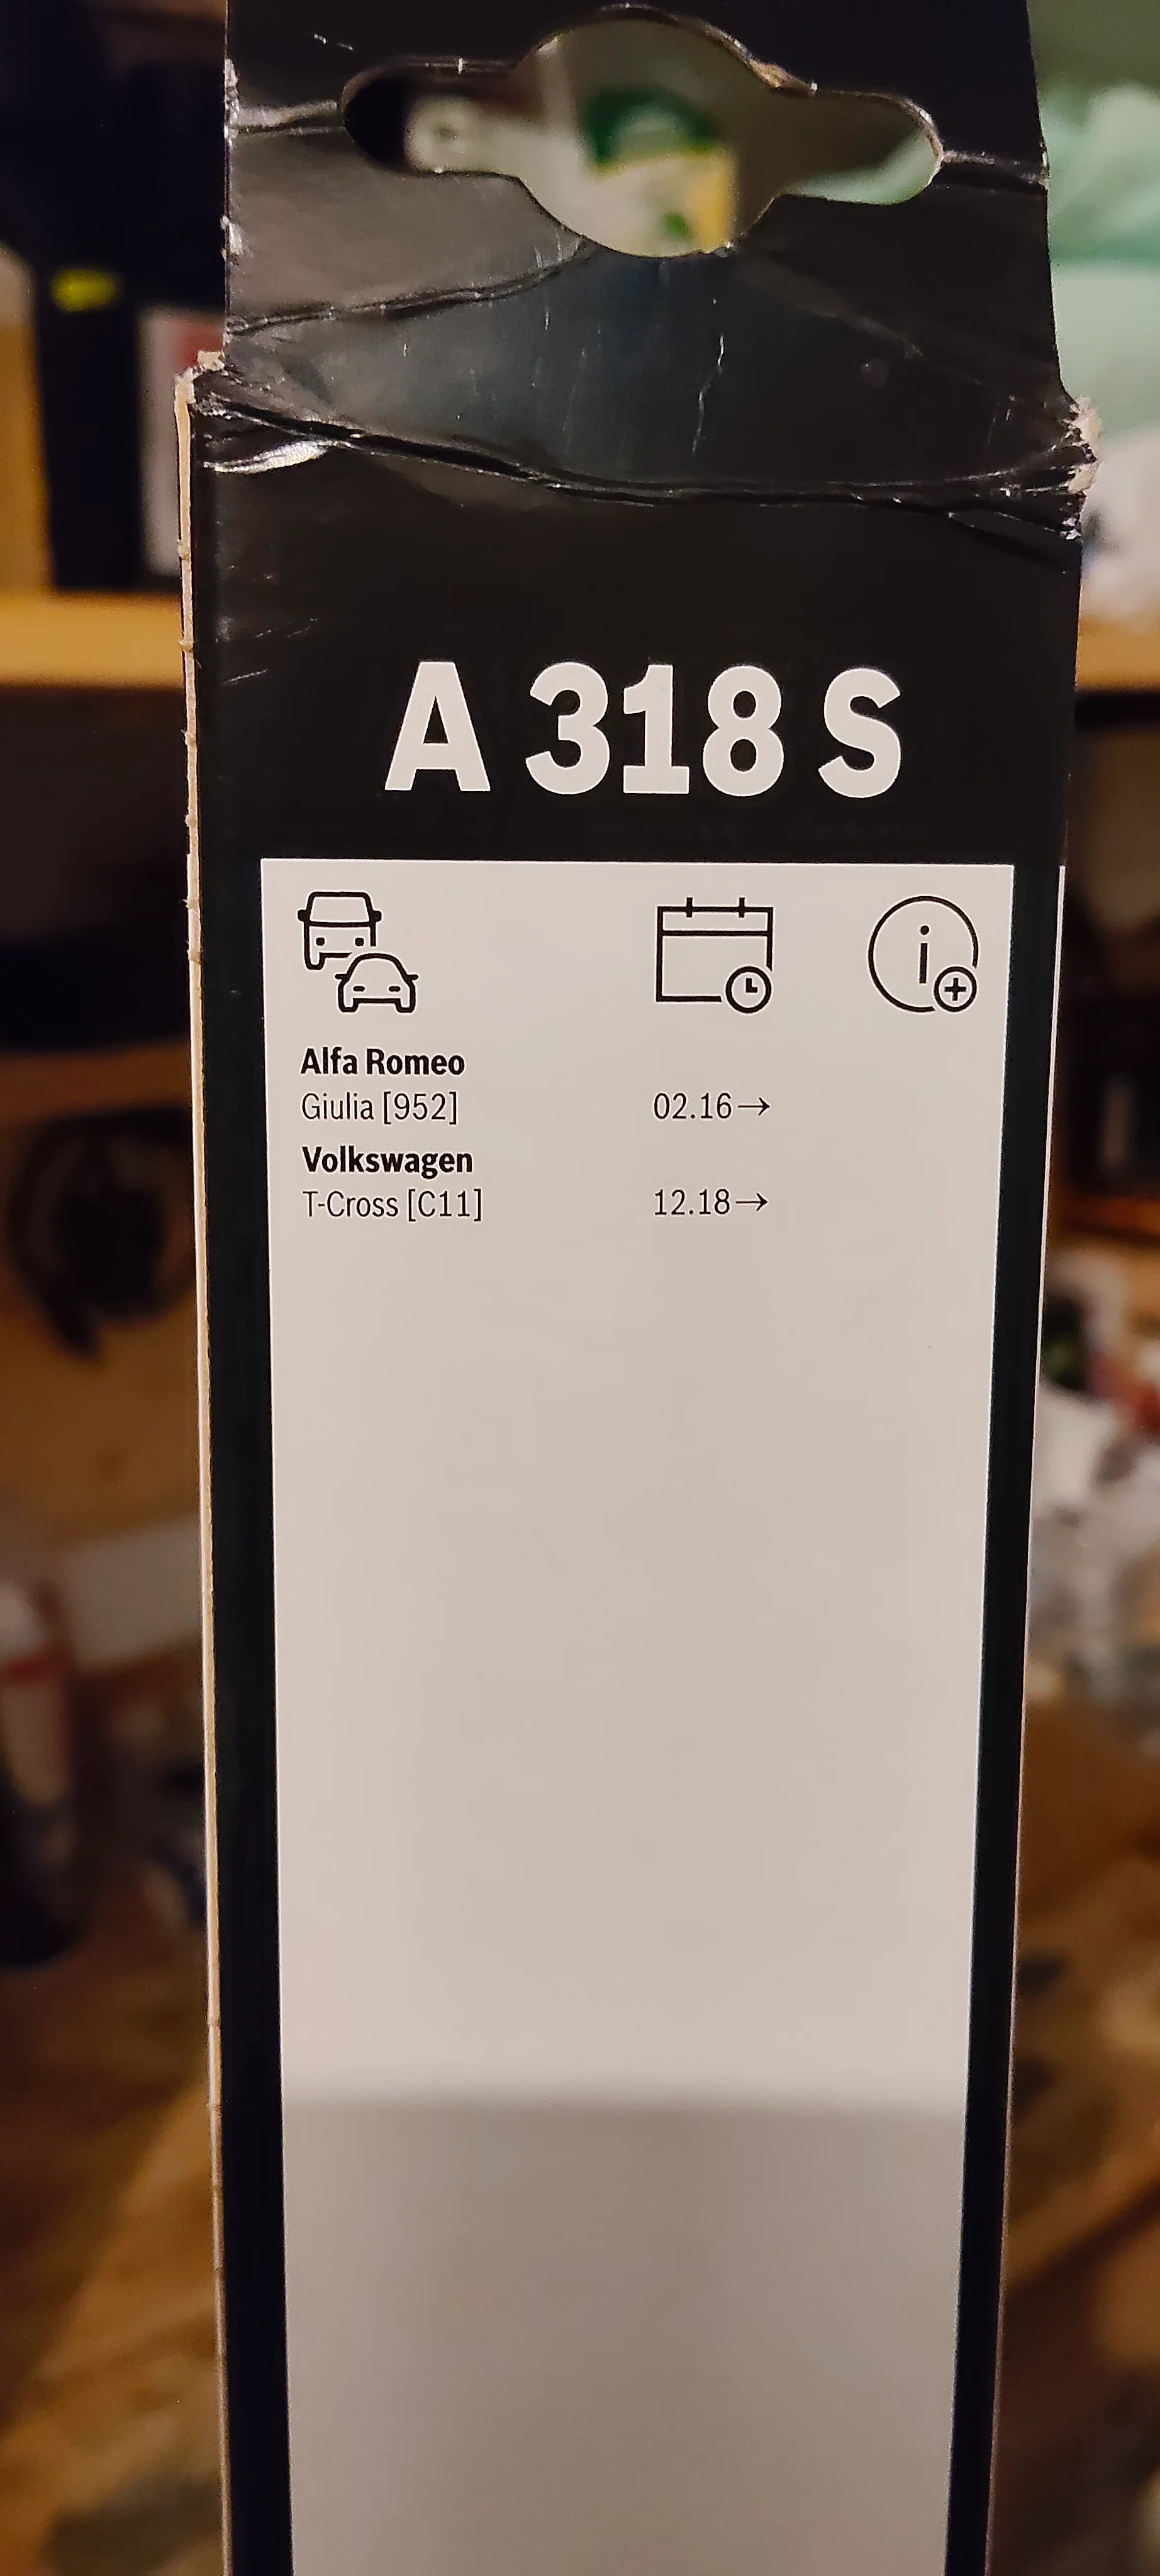 A 318 S
Alfa Romeo
Giulia [952] 02.16→
Volkswagen
T-Cross [C11] 12.18→